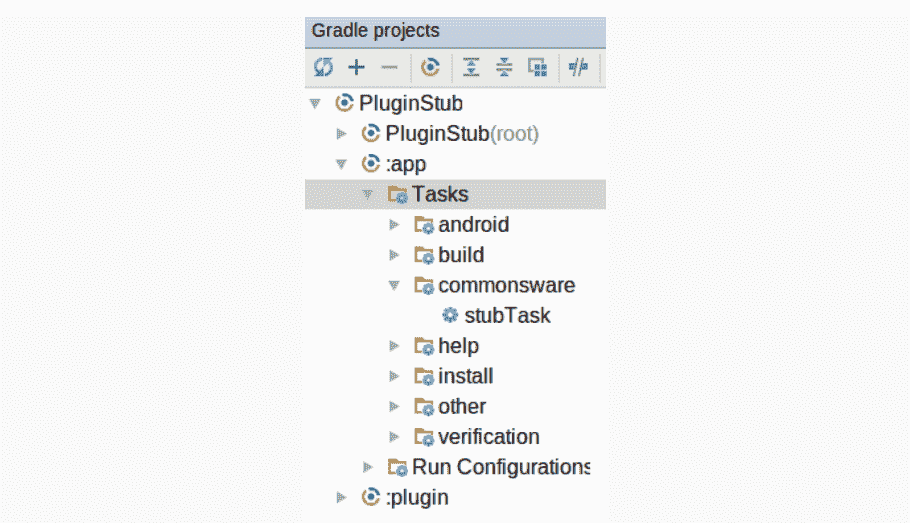 Gradle projects
PluginStub
PluginStub(root)
:app
Tasks
android
build
commonsware
stubTask
help
install
other
verification
Run Configurations
:plugin